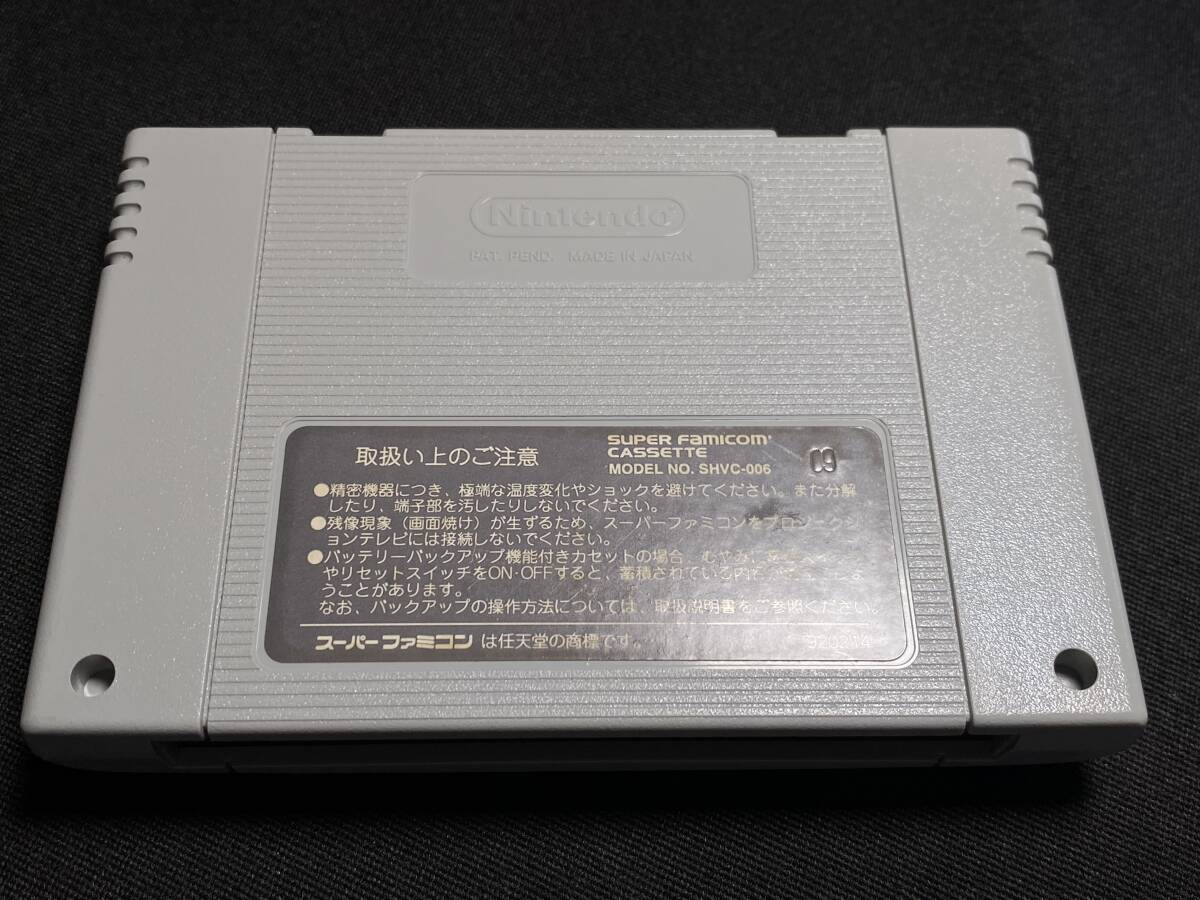 Nintendo
PAT. PEND. MADE IN JAPAN
取扱い上のご注意
SUPER FAMICOM
CASSETTE
MODEL NO. SHVC-006
09
●精密機器につき、極端な温度変化やショックを避けてください。また分解
したり、端子部を汚したりしないでください。
●残像現象（画面焼け）が生ずるため、スーパーファミコンをプロジェクシ
ョンテレビには接続しないでください。
●バッテリーバックアップ機能付きカセットの場合、むやみに
やリセットスイッチをON·OFFすると、蓄積されている内
うことがあります。
なお、バックアップの操作方法については、取扱説明書をご参照ください。
スーパーファミコン は任天堂の商標です。